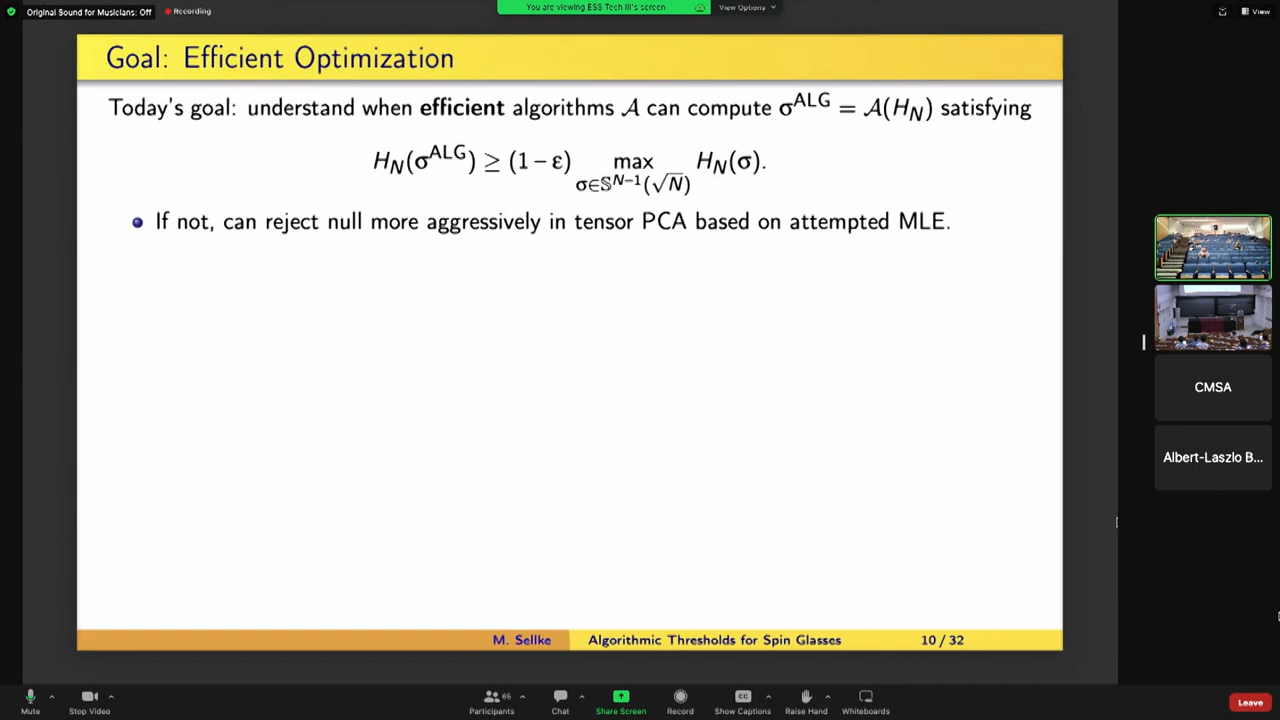 Original Sound for Musicians: Off
Recording
You are viewing ESS Tech III's screen
View Options
View
Goal: Efficient Optimization
Today's goal: understand when efficient algorithms 𝒜 can compute σ^ALG = 𝒜(H_N) satisfying
H_N(σ^ALG) ≥ (1 – ε) max_{σ∈𝕊^{N−1}(√N)} H_N(σ).
• If not, can reject null more aggressively in tensor PCA based on attempted MLE.
CMSA
Albert-Laszlo B...
M. Sellke Algorithmic Thresholds for Spin Glasses 10 / 32
Mute
Stop Video
65
Participants
Chat
Share Screen
Record
CC
Show Captions
Raise Hand
Whiteboards
Leave